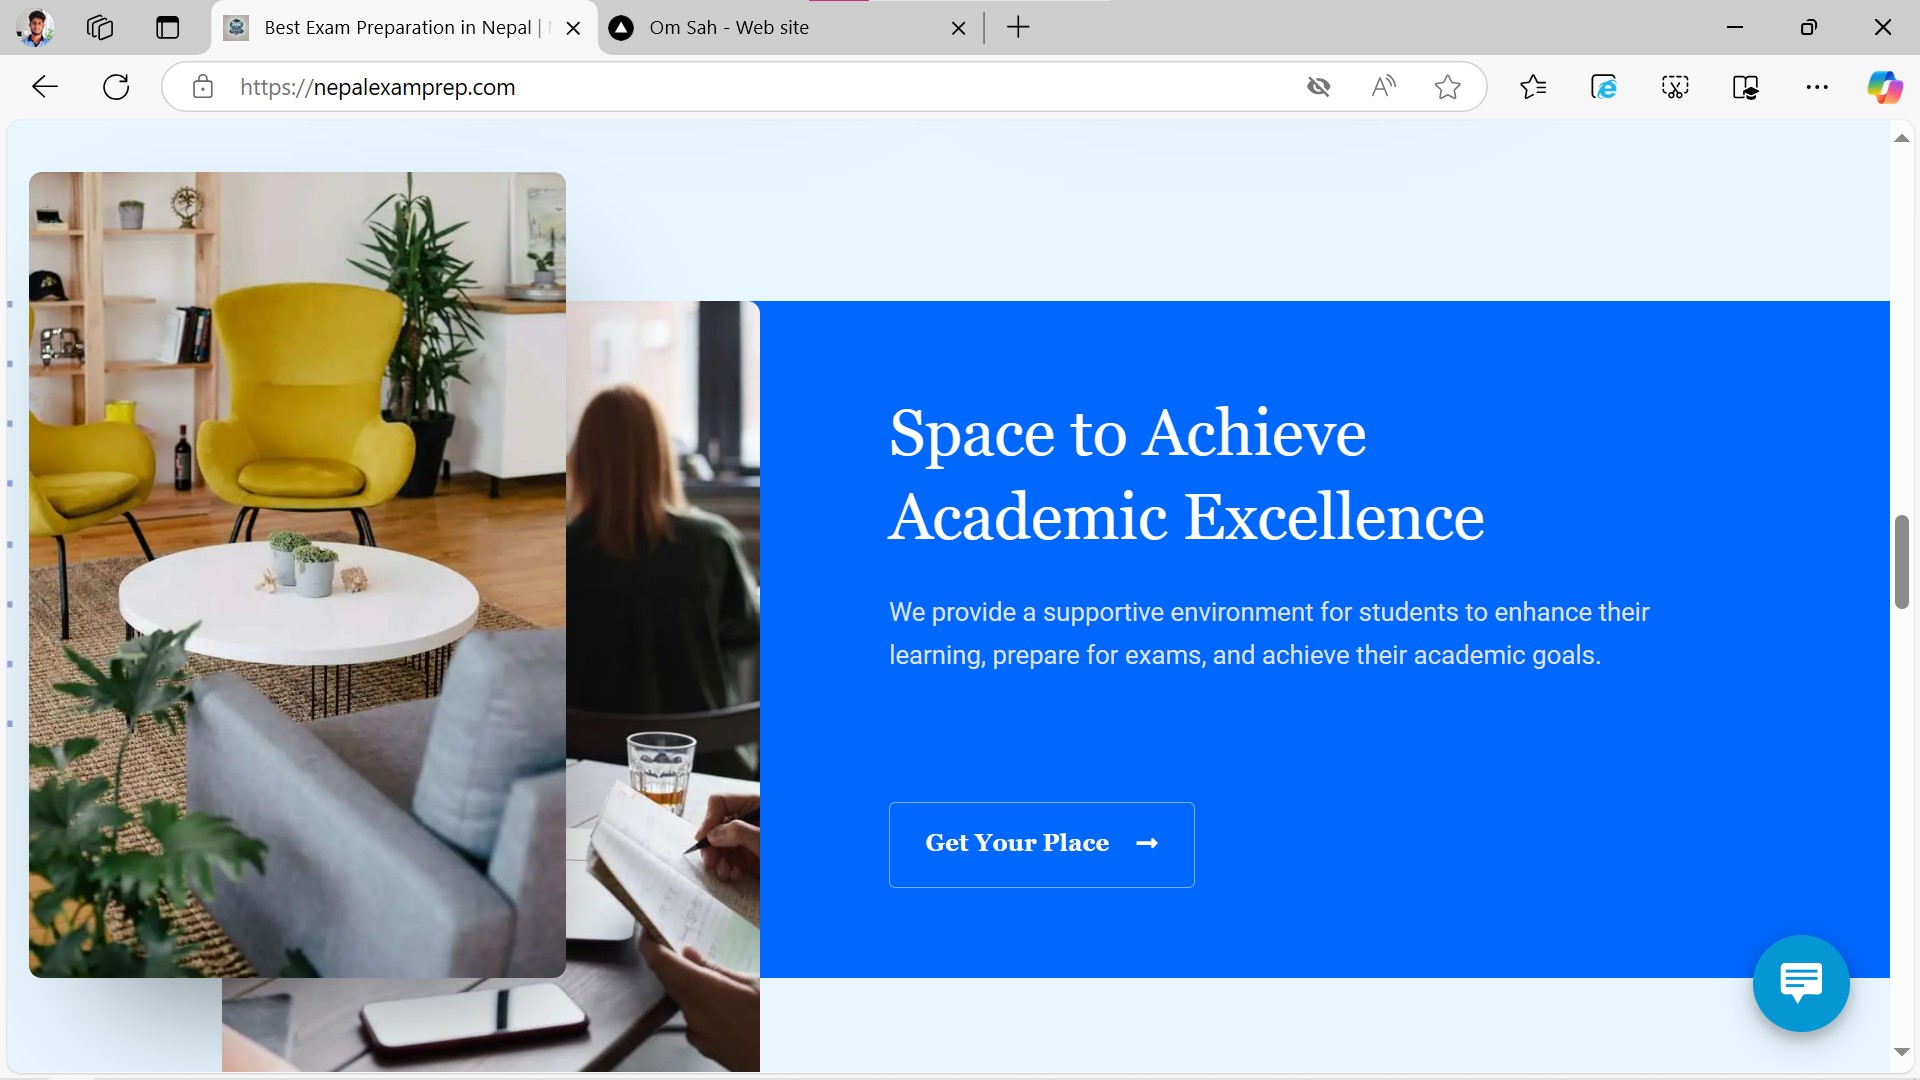 Best Exam Preparation in Nepal |
Om Sah - Web site
https://nepalexamprep.com
Space to Achieve
Academic Excellence
We provide a supportive environment for students to enhance their
learning, prepare for exams, and achieve their academic goals.
Get Your Place →